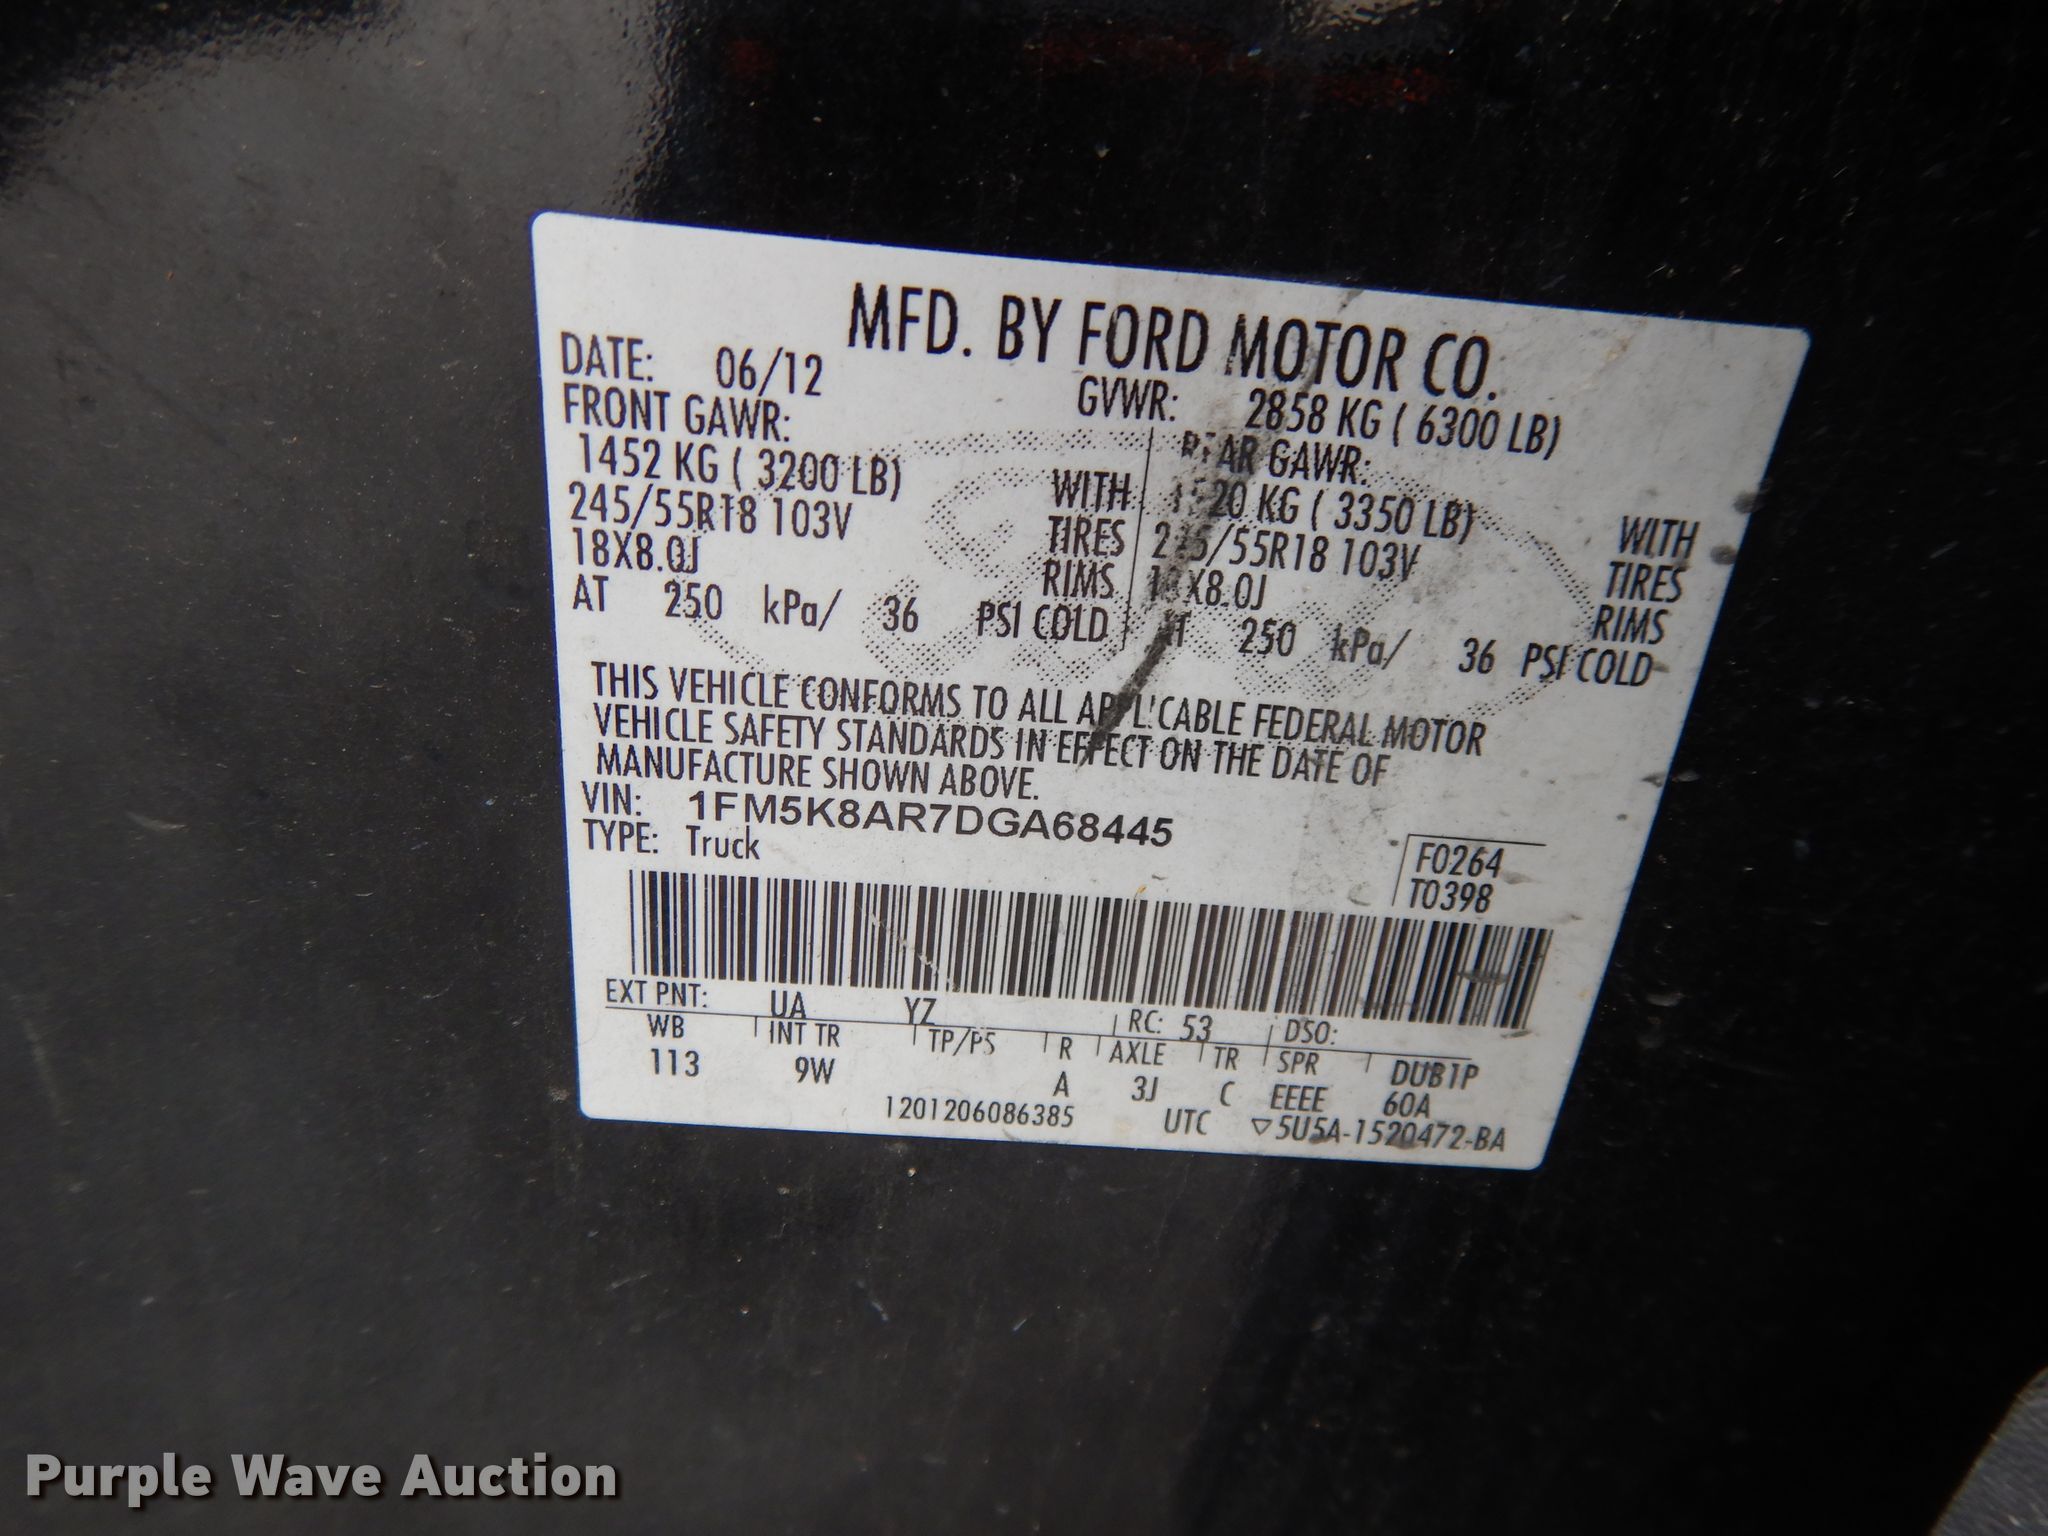 MFD. BY FORD MOTOR CO.
DATE: 06/12 GVWR: 2858 KG ( 6300 LB)
FRONT GAWR: REAR GAWR:
1452 KG ( 3200 LB) WITH 1520 KG ( 3350 LB) WITH
245/55R18 103V TIRES 245/55R18 103V TIRES
18X8.0J RIMS 18X8.0J RIMS
AT 250 kPa/ 36 PSI COLD AT 250 kPa/ 36 PSI COLD
THIS VEHICLE CONFORMS TO ALL APPLICABLE FEDERAL MOTOR
VEHICLE SAFETY STANDARDS IN EFFECT ON THE DATE OF
MANUFACTURE SHOWN ABOVE.
VIN: 1FM5K8AR7DGA68445
TYPE: Truck
F0264
T0398
EXT PNT: UA YZ RC: 53 DSO:
WB INT TR TP/PS R AXLE TR SPR DUB1P
113 9W A 3J C EEEE 60A
1201206086385 UTC ▽5U5A-1520472-BA
Purple Wave Auction